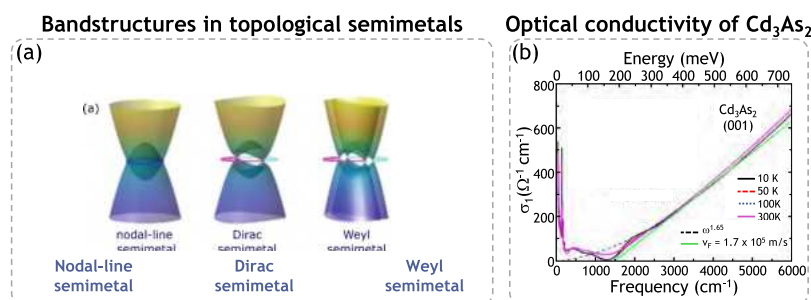 Bandstructures in topological semimetals
(a)
(a)
nodal-line
semimetal
Dirac
semimetal
Weyl
semimetal
Nodal-line
semimetal
Dirac
semimetal
Weyl
semimetal
Optical conductivity of Cd₃As₂
(b)
Energy (meV)
0 100 200 300 400 500 600 700
800
600
400
200
0
σ₁(Ω⁻¹ cm⁻¹)
Cd₃As₂
(001)
10 K
50 K
100K
300K
ω¹·⁶⁵
v_F = 1.7 x 10⁵ m/s
0 1000 2000 3000 4000 5000 6000
Frequency (cm⁻¹)